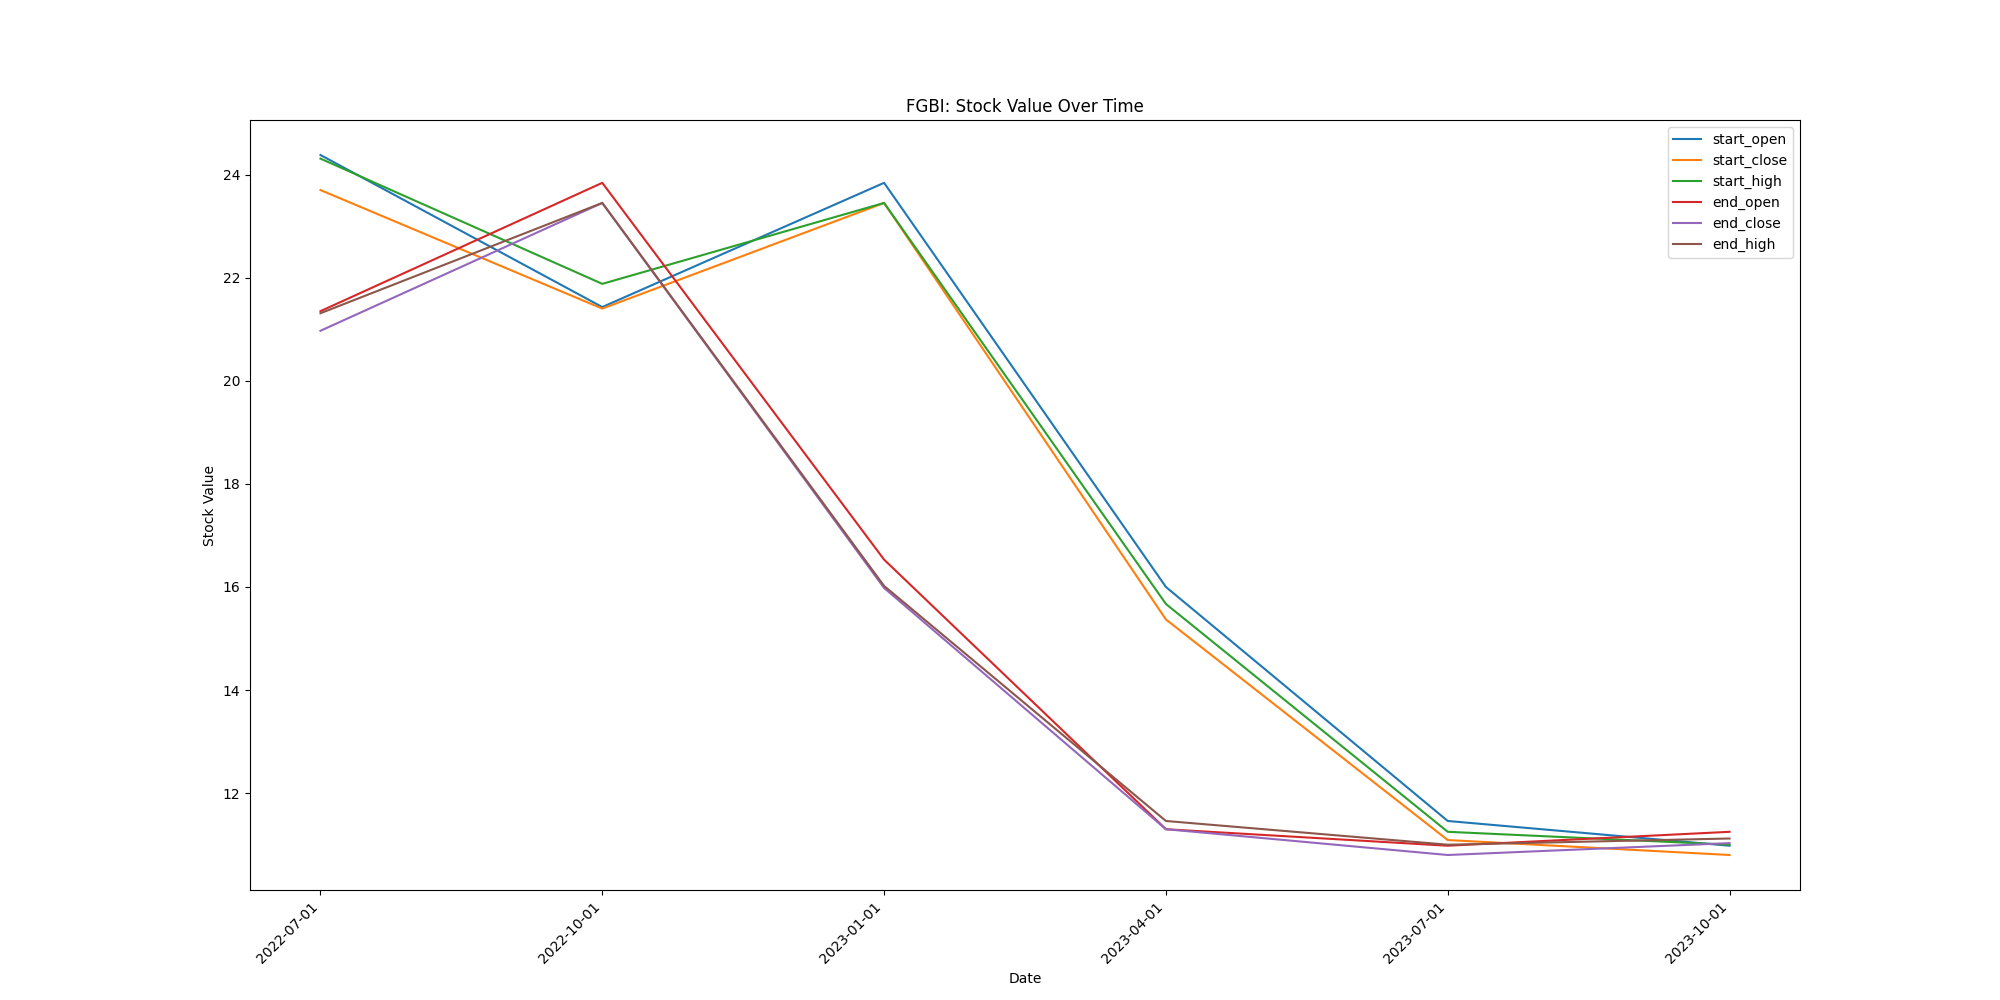 FGBI: Stock Value Over Time
start_open
start_close
start_high
end_open
end_close
end_high
Stock Value
24
22
20
18
16
14
12
2022-07-01
2022-10-01
2023-01-01
2023-04-01
2023-07-01
2023-10-01
Date